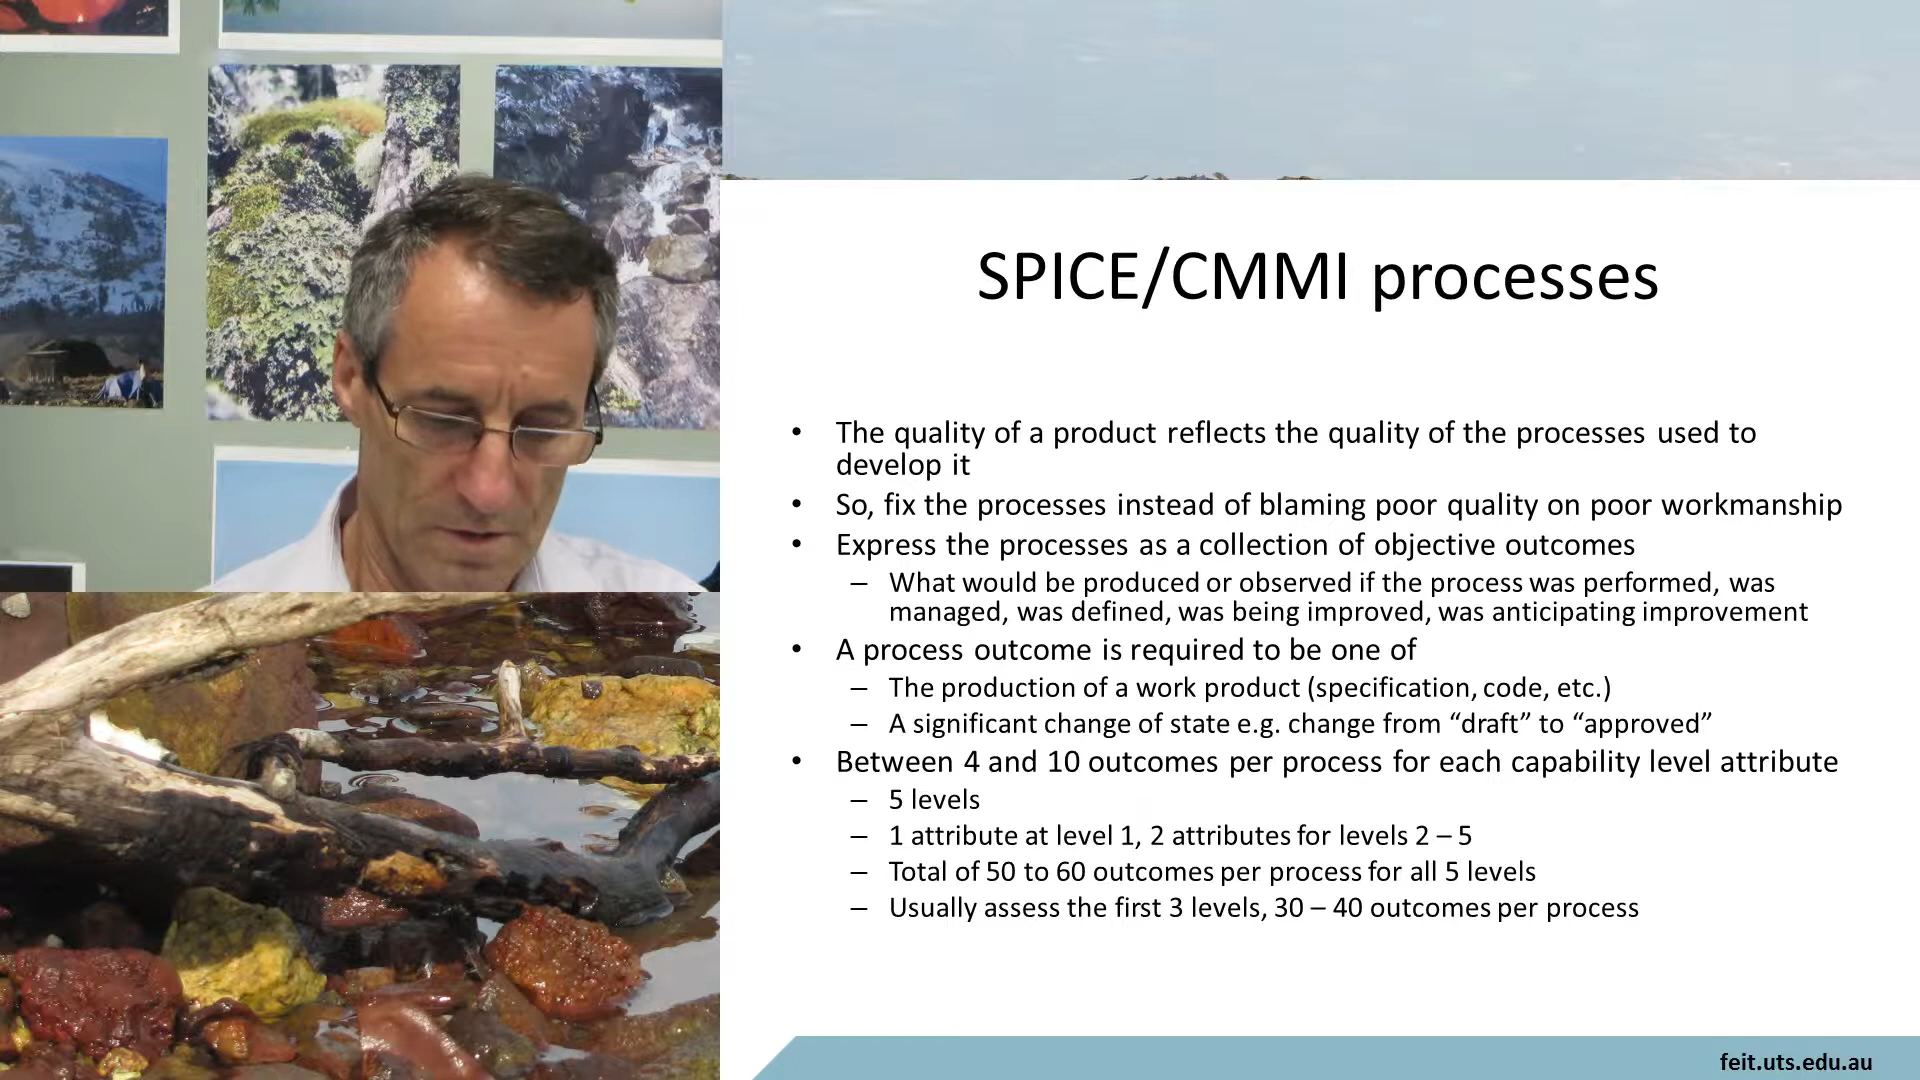 SPICE/CMMI processes
• The quality of a product reflects the quality of the processes used to
develop it
• So, fix the processes instead of blaming poor quality on poor workmanship
• Express the processes as a collection of objective outcomes
– What would be produced or observed if the process was performed, was
managed, was defined, was being improved, was anticipating improvement
• A process outcome is required to be one of
– The production of a work product (specification, code, etc.)
– A significant change of state e.g. change from “draft” to “approved”
• Between 4 and 10 outcomes per process for each capability level attribute
– 5 levels
– 1 attribute at level 1, 2 attributes for levels 2 – 5
– Total of 50 to 60 outcomes per process for all 5 levels
– Usually assess the first 3 levels, 30 – 40 outcomes per process
feit.uts.edu.au